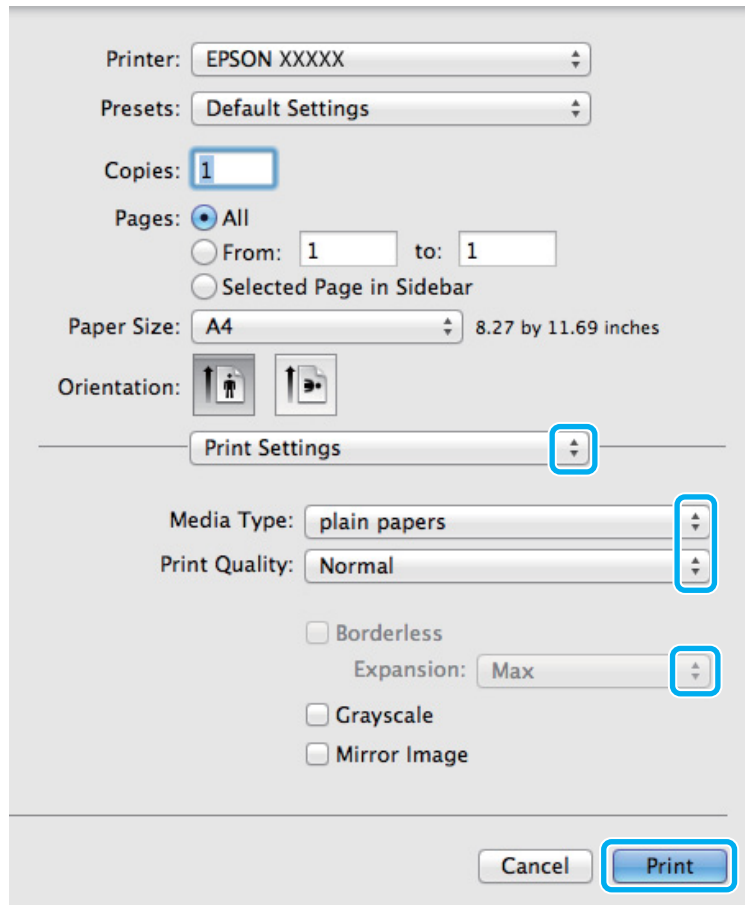 Printer: EPSON XXXXX
Presets: Default Settings
Copies: 1
Pages: All
From: 1 to: 1
Selected Page in Sidebar
Paper Size: A4 8.27 by 11.69 inches
Orientation:
Print Settings
Media Type: plain papers
Print Quality: Normal
Borderless
Expansion: Max
Grayscale
Mirror Image
Cancel Print